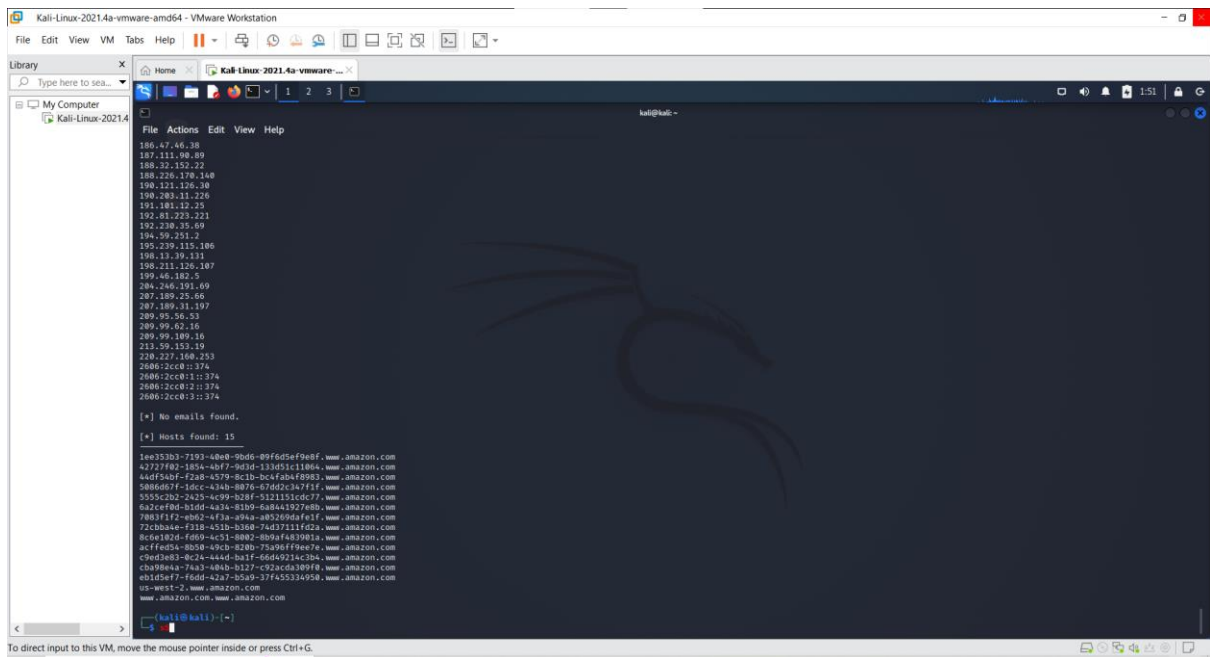 Kali-Linux-2021.4a-vmware-amd64 - VMware Workstation
File Edit View VM Tabs Help
Library X
Home Kali-Linux-2021.4a-vmware-...
Type here to sea...
1 2 3
1:51
My Computer
Kali-Linux-2021.4
kali@kali: ~
File Actions Edit View Help
186.47.46.38
187.111.90.89
188.32.152.22
188.226.170.140
190.121.126.30
190.203.11.226
191.101.12.25
192.81.223.221
192.230.35.69
194.59.251.2
195.239.115.106
198.13.39.131
198.211.126.107
199.46.182.5
204.246.191.69
207.189.25.66
207.189.31.197
209.95.56.53
209.99.62.16
209.99.109.16
213.59.153.19
220.227.160.253
2606:2cc0::374
2606:2cc0:1::374
2606:2cc0:2::374
2606:2cc0:3::374
[*] No emails found.
[*] Hosts found: 15
1ee353b3-7193-40e0-9bd6-09f6d5ef9e8f.www.amazon.com
42727f02-1854-4bf7-9d3d-133d51c11064.www.amazon.com
44df54bf-f2a8-4579-8c1b-bc4fab4f8983.www.amazon.com
5086d67f-1dcc-434b-8076-67dd2c347f1f.www.amazon.com
5555c2b2-2425-4c99-b28f-5121151cdc77.www.amazon.com
6a2cef0d-b1dd-4a34-81b9-6a8441927e8b.www.amazon.com
7083f1f2-eb62-4f3a-a94a-a05269dafe1f.www.amazon.com
72cbba4e-f318-451b-b360-74d37111fd2a.www.amazon.com
8c6e102d-fd69-4c51-8002-8b9af483901a.www.amazon.com
acffed54-8b50-49cb-820b-75a96ff9ee7e.www.amazon.com
c9ed3e83-0c24-444d-ba1f-66d49214c3b4.www.amazon.com
cba98e4a-74a3-404b-b127-c92acda309f0.www.amazon.com
eb1d5ef7-f6dd-42a7-b5a9-37f455334950.www.amazon.com
us-west-2.www.amazon.com
www.amazon.com.www.amazon.com
(kali㉿kali)-[~]
$
To direct input to this VM, move the mouse pointer inside or press Ctrl+G.